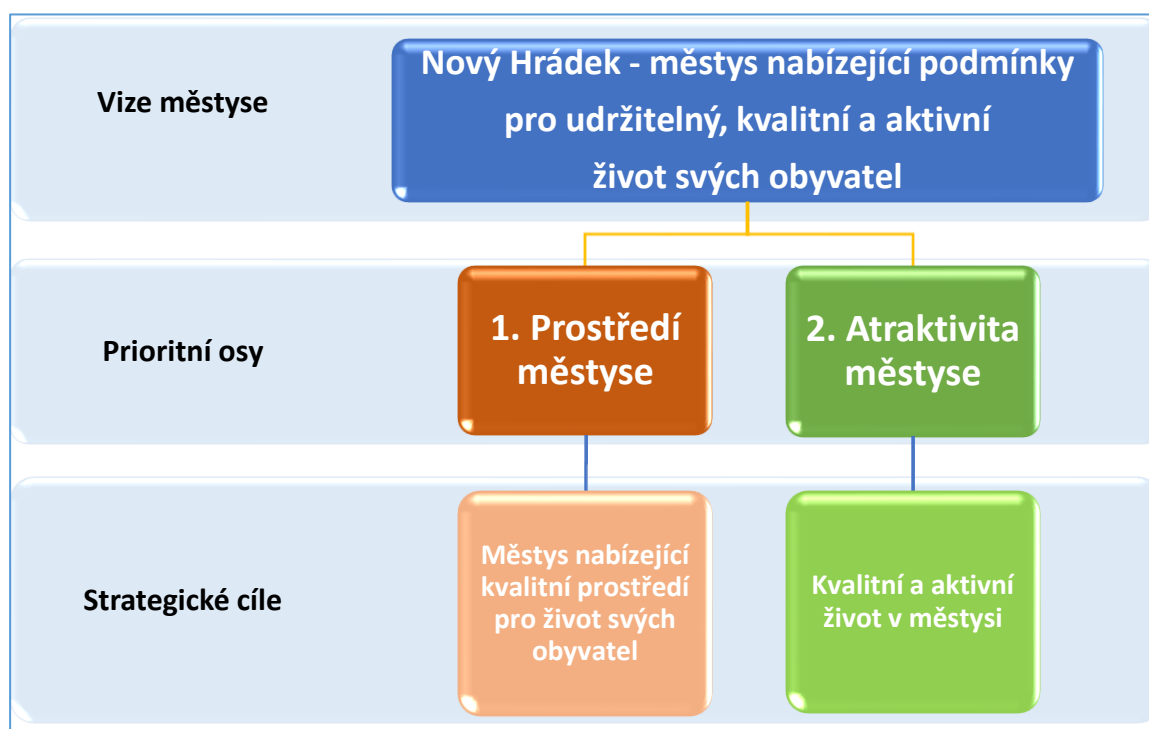 Vize městyse
Nový Hrádek - městys nabízející podmínky
pro udržitelný, kvalitní a aktivní
život svých obyvatel
Prioritní osy
1. Prostředí
městyse
2. Atraktivita
městyse
Strategické cíle
Městys nabízející
kvalitní prostředí
pro život svých
obyvatel
Kvalitní a aktivní
život v městysi